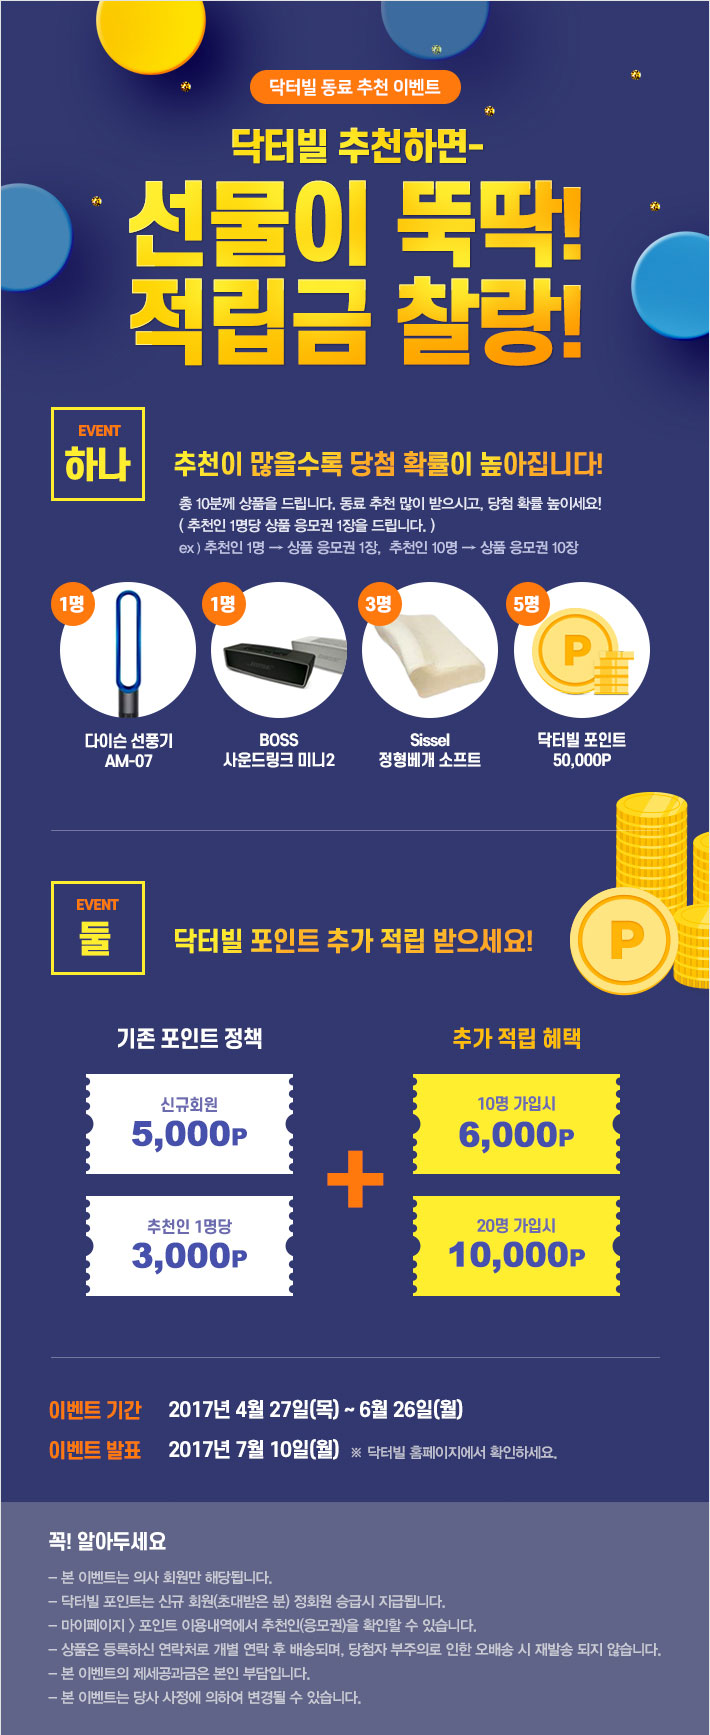 닥터빌 동료 추천 이벤트
닥터빌 추천하면-
선물이 뚝딱!
적립금 찰랑!
EVENT
하나
추천이 많을수록 당첨 확률이 높아집니다!
총 10분께 상품을 드립니다. 동료 추천 많이 받으시고, 당첨 확률 높이세요!
( 추천인 1명당 상품 응모권 1장을 드립니다. )
ex ) 추천인 1명 → 상품 응모권 1장, 추천인 10명 → 상품 응모권 10장
1명
다이슨 선풍기
AM-07
1명
BOSS
사운드링크 미니2
3명
Sissel
정형베개 소프트
5명
P
닥터빌 포인트
50,000P
EVENT
둘
닥터빌 포인트 추가 적립 받으세요!
P
기존 포인트 정책
신규회원
5,000P
추천인 1명당
3,000P
+
추가 적립 혜택
10명 가입시
6,000P
20명 가입시
10,000P
이벤트 기간 2017년 4월 27일(목) ~ 6월 26일(월)
이벤트 발표 2017년 7월 10일(월) ※ 닥터빌 홈페이지에서 확인하세요.
꼭! 알아두세요
- 본 이벤트는 의사 회원만 해당됩니다.
- 닥터빌 포인트는 신규 회원(초대받은 분) 정회원 승급시 지급됩니다.
- 마이페이지 > 포인트 이용내역에서 추천인(응모권)을 확인할 수 있습니다.
- 상품은 등록하신 연락처로 개별 연락 후 배송되며, 당첨자 부주의로 인한 오배송 시 재발송 되지 않습니다.
- 본 이벤트의 제세공과금은 본인 부담입니다.
- 본 이벤트는 당사 사정에 의하여 변경될 수 있습니다.